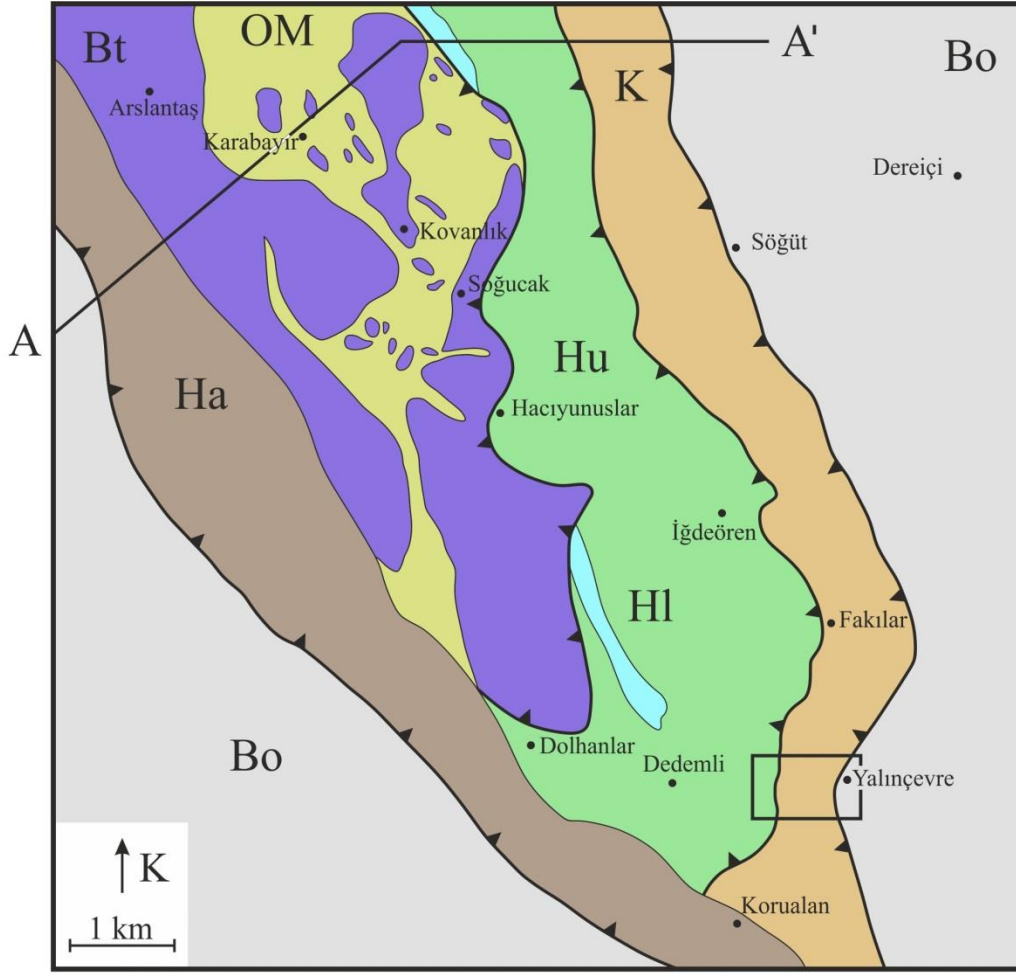 OM
A'
Bo
Bt
K
Arslantaş
Karabayır
Dereiçi
Kovanlık
Söğüt
Soğucak
A
Ha
Hu
Hacıyunuslar
İğdeören
Hl
Fakılar
Bo
Dolhanlar
Dedemli
Yalınçevre
K
Korualan
1 km